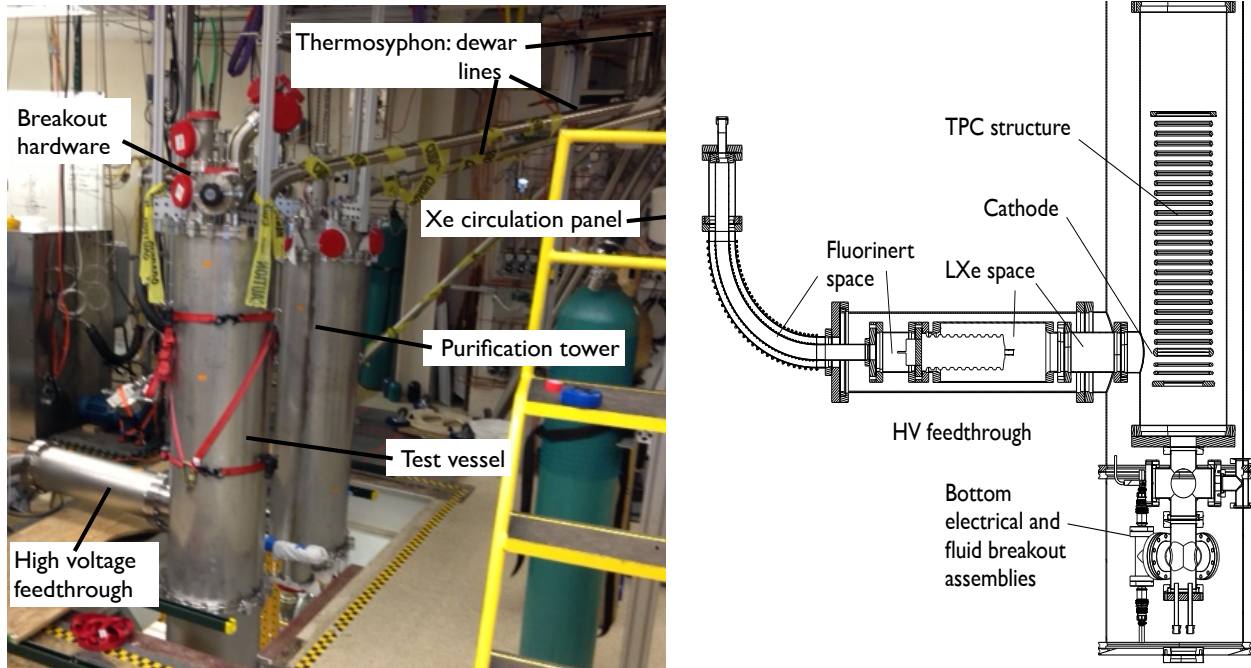 Thermosyphon: dewar
lines
Breakout
hardware
Xe circulation panel
Purification tower
Test vessel
High voltage
feedthrough
TPC structure
Cathode
Fluorinert
space
LXe space
HV feedthrough
Bottom
electrical and
fluid breakout
assemblies